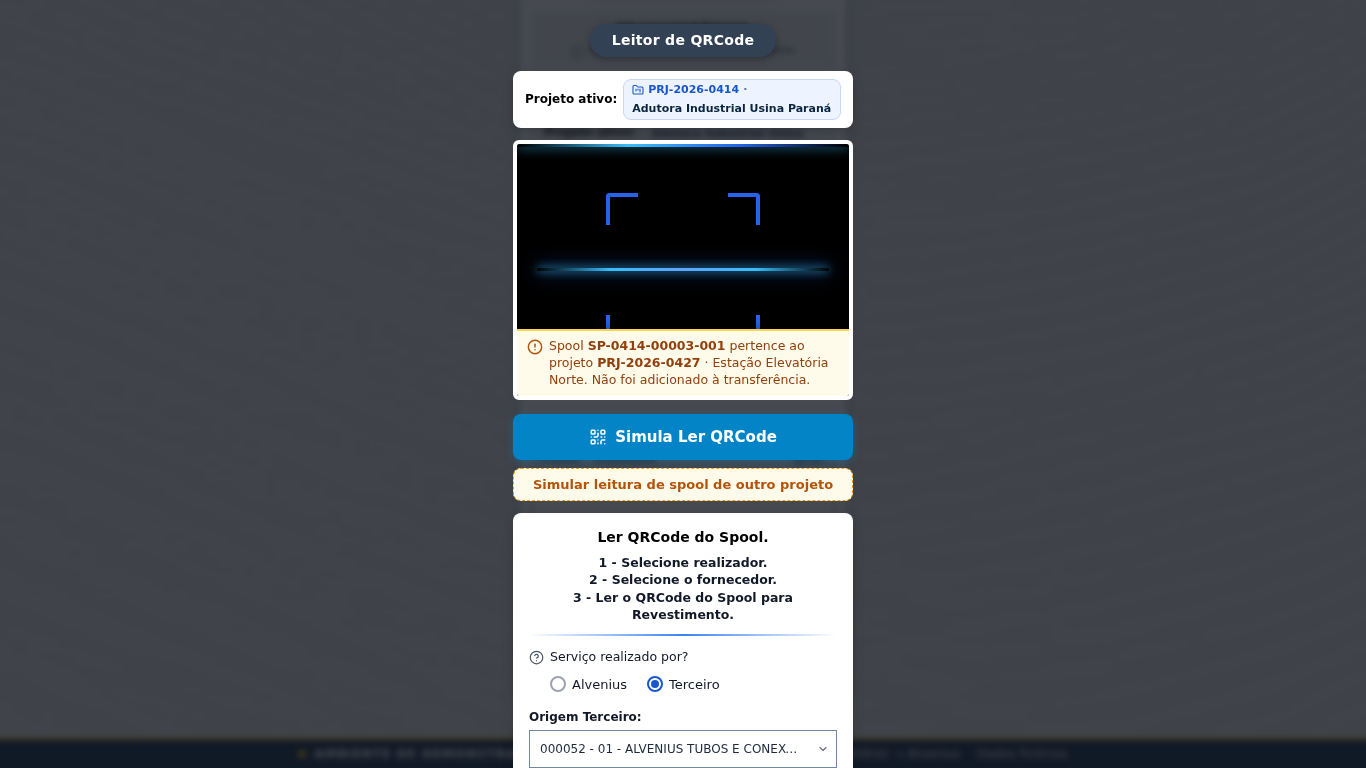 Leitor de QRCode
Projeto ativo:
PRJ-2026-0414 ·
Adutora Industrial Usina Paraná
Spool SP-0414-00003-001 pertence ao
projeto PRJ-2026-0427 · Estação Elevatória
Norte. Não foi adicionado à transferência.
Simula Ler QRCode
Simular leitura de spool de outro projeto
Ler QRCode do Spool.
1 - Selecione realizador.
2 - Selecione o fornecedor.
3 - Ler o QRCode do Spool para
Revestimento.
Serviço realizado por?
Alvenius
Terceiro
Origem Terceiro:
000052 - 01 - ALVENIUS TUBOS E CONEX...